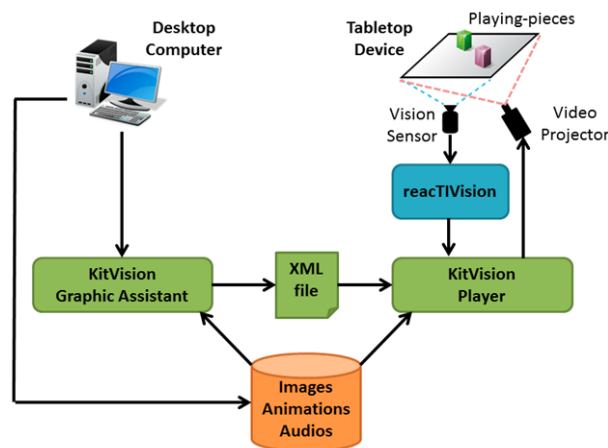 Desktop
Computer
Tabletop
Device
Playing-pieces
Vision
Sensor
Video
Projector
reacTIVision
KitVision
Graphic Assistant
XML
file
KitVision
Player
Images
Animations
Audios